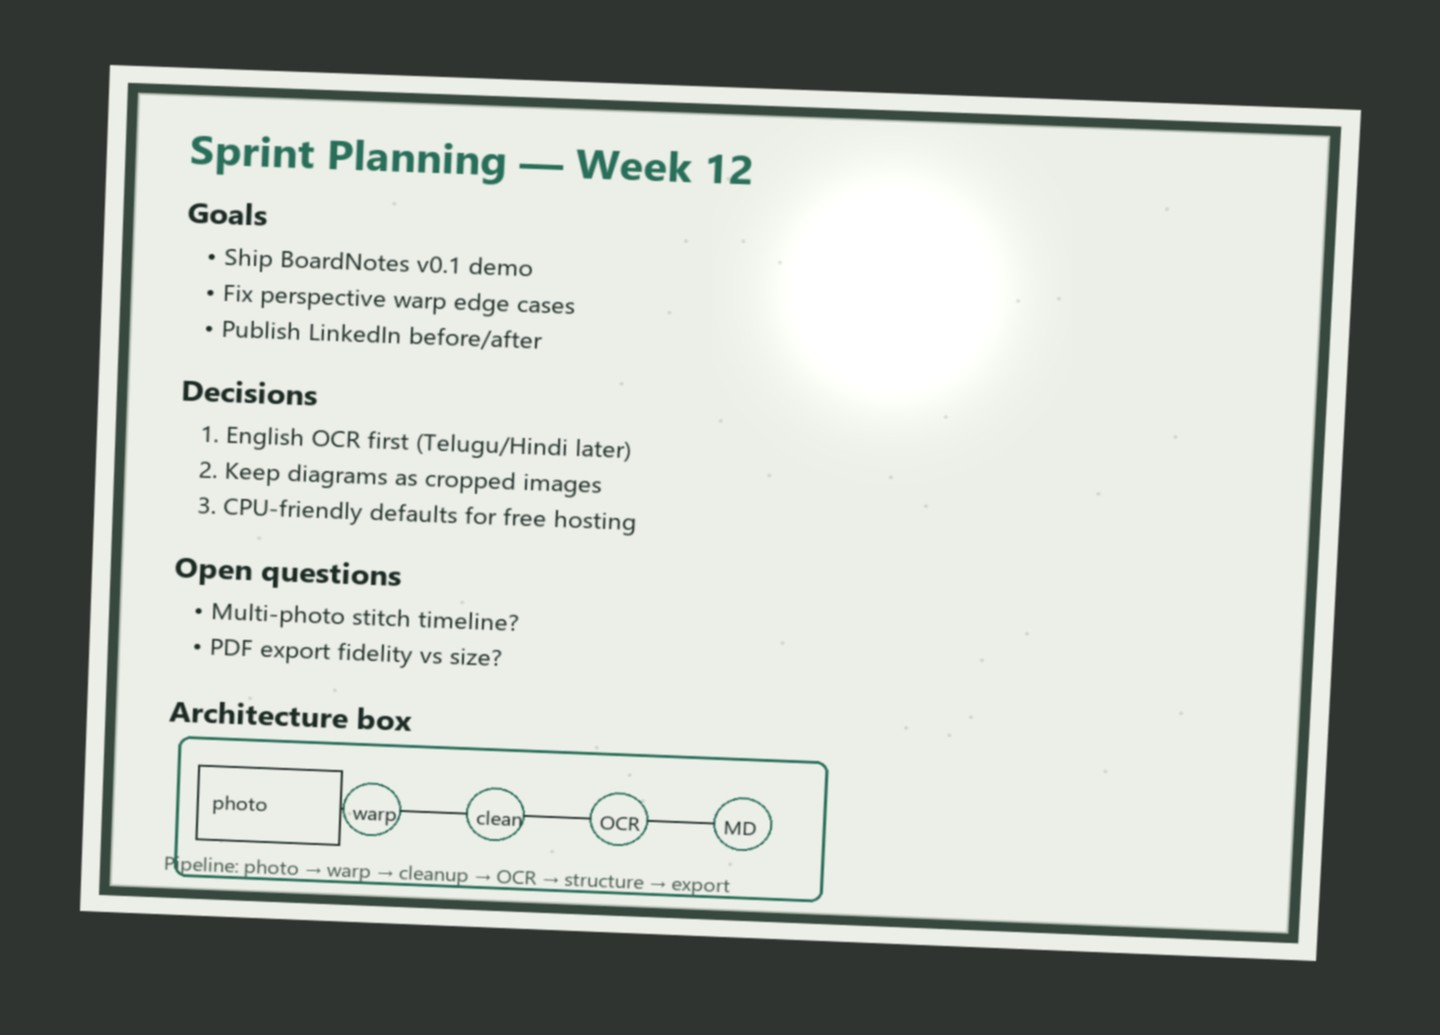 Sprint Planning — Week 12
Goals
• Ship BoardNotes v0.1 demo
• Fix perspective warp edge cases
• Publish LinkedIn before/after
Decisions
1. English OCR first (Telugu/Hindi later)
2. Keep diagrams as cropped images
3. CPU-friendly defaults for free hosting
Open questions
• Multi-photo stitch timeline?
• PDF export fidelity vs size?
Architecture box
photo warp clean OCR MD
Pipeline: photo → warp → cleanup → OCR → structure → export